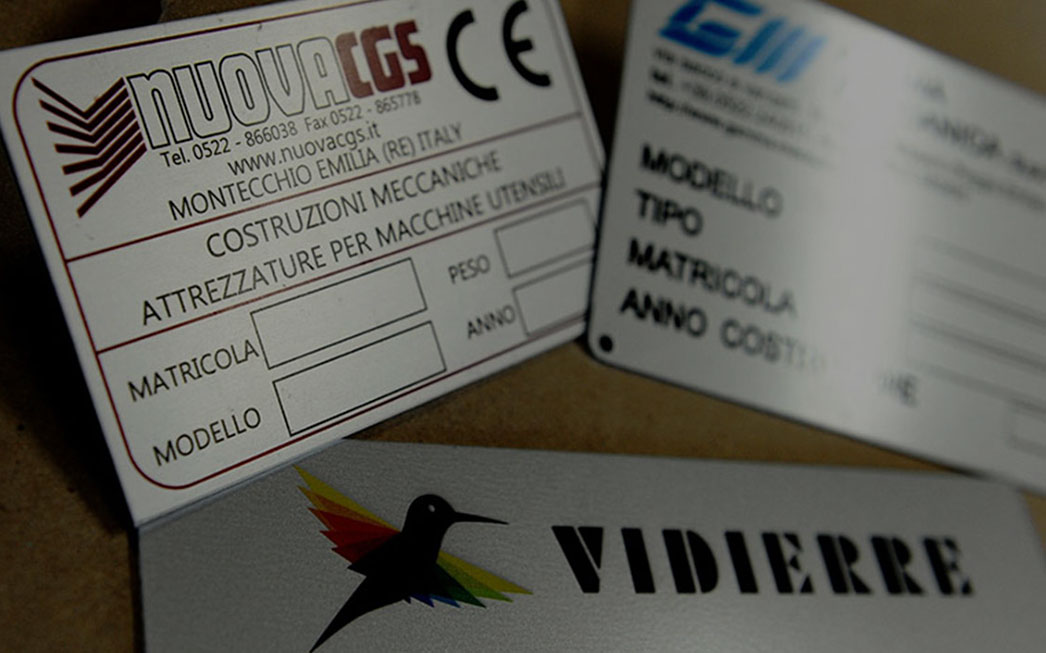 NUOVACGS
CE
Tel. 0522 - 866038 Fax 0522 - 865778
www.nuovacgs.it
MONTECCHIO EMILIA (RE) ITALY
COSTRUZIONI MECCANICHE
ATTREZZATURE PER MACCHINE UTENSILI
MATRICOLA
PESO
MODELLO
ANNO
MODELLO
TIPO
MATRICOLA
ANNO
VIDIERRE